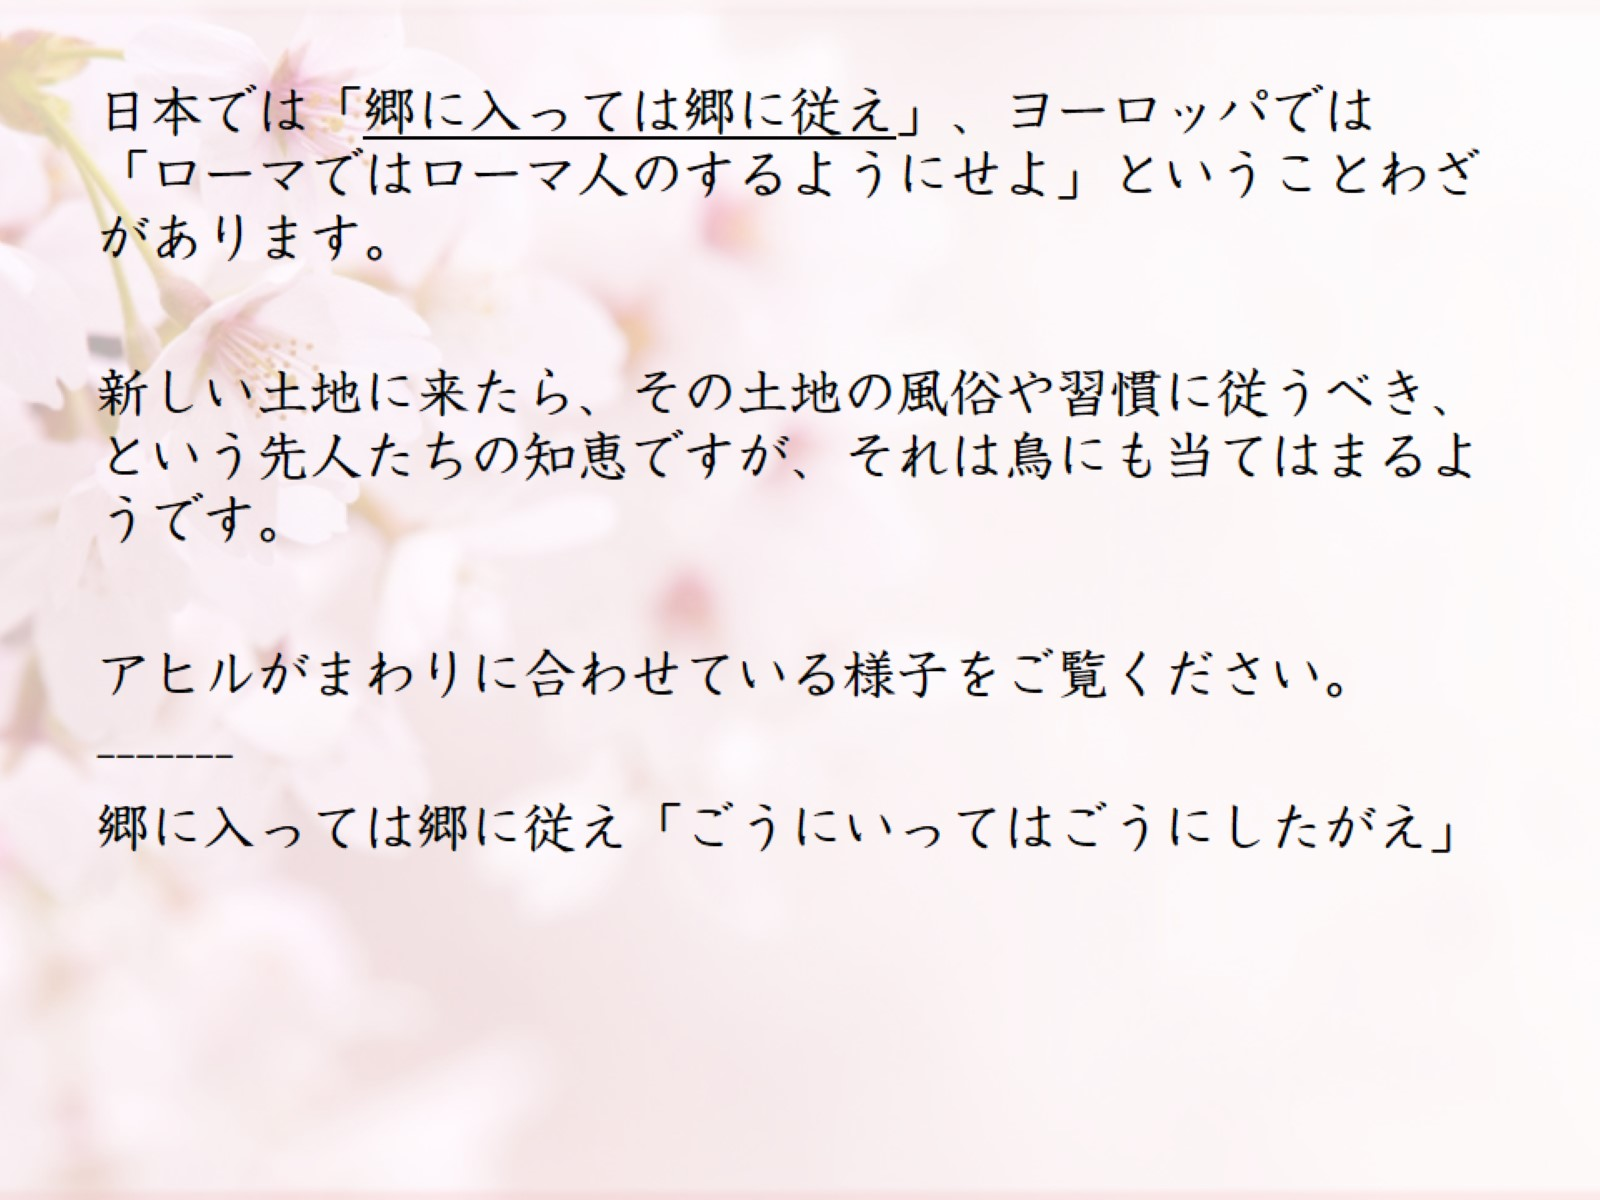 日本では「郷に入っては郷に従え」、ヨーロッパでは
「ローマではローマ人のするようにせよ」ということわざ
があります。
新しい土地に来たら、その土地の風俗や習慣に従うべき、
という先人たちの知恵ですが、それは鳥にも当てはまるよ
うです。
アヒルがまわりに合わせている様子をご覧ください。
-------
郷に入っては郷に従え「ごうにいってはごうにしたがえ」